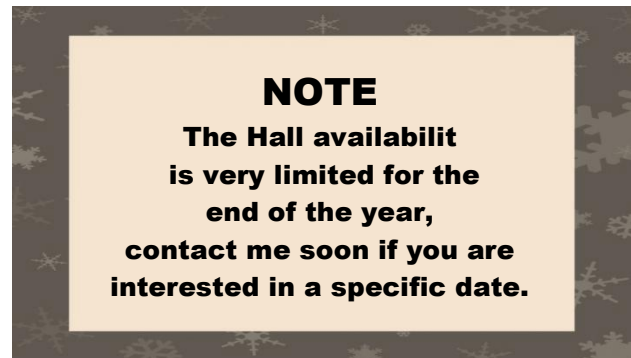 NOTE
The Hall availabilit
is very limited for the
end of the year,
contact me soon if you are
interested in a specific date.